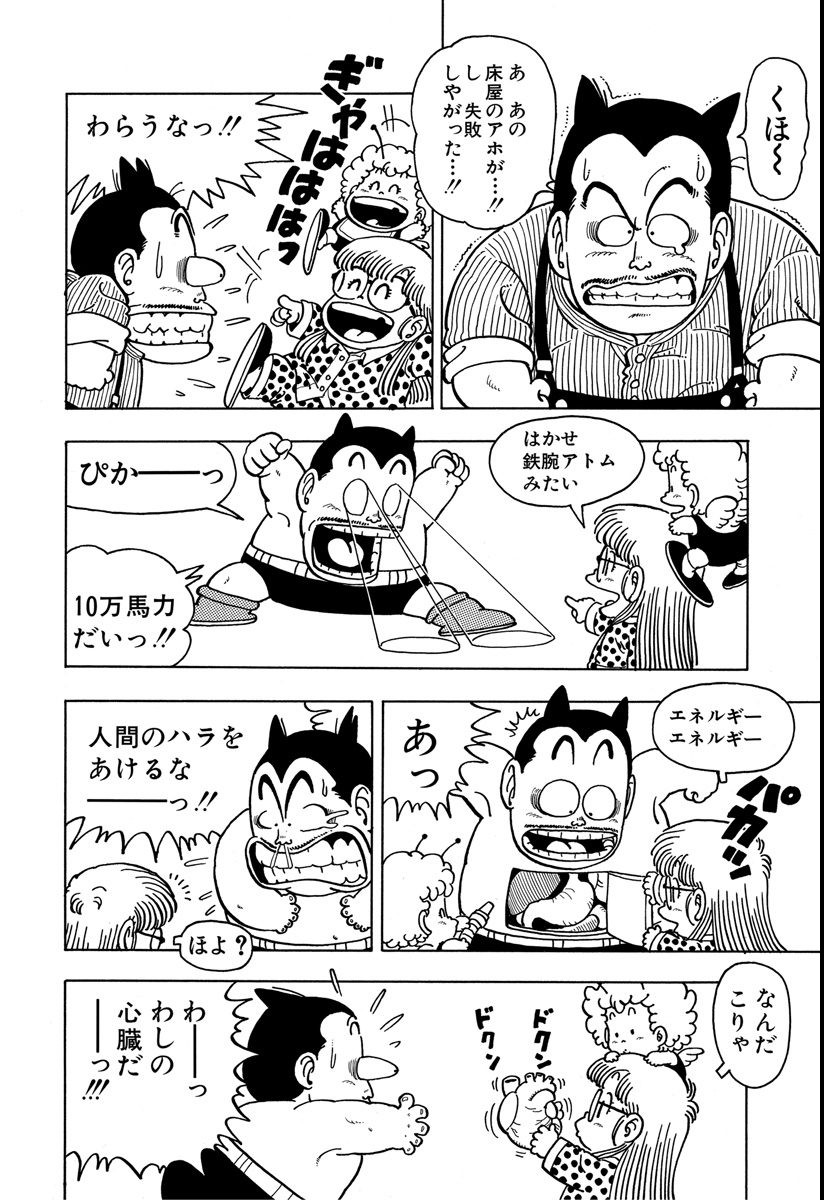 くほ〜
あ あの
床屋のアホが…!!
し 失敗
しやがった…!!
ぎゃははははっ
わらうなっ!!
はかせ
鉄腕アトム
みたい
ぴか――っ
10万馬力
だいっ!!
エネルギー
エネルギー
パカッ
あっ
人間のハラを
あけるな
――っ!!
ほよ?
なんだ
こりゃ
ドクン
ドクン
わ――っ
わしの
心臓だ
――っ!!!